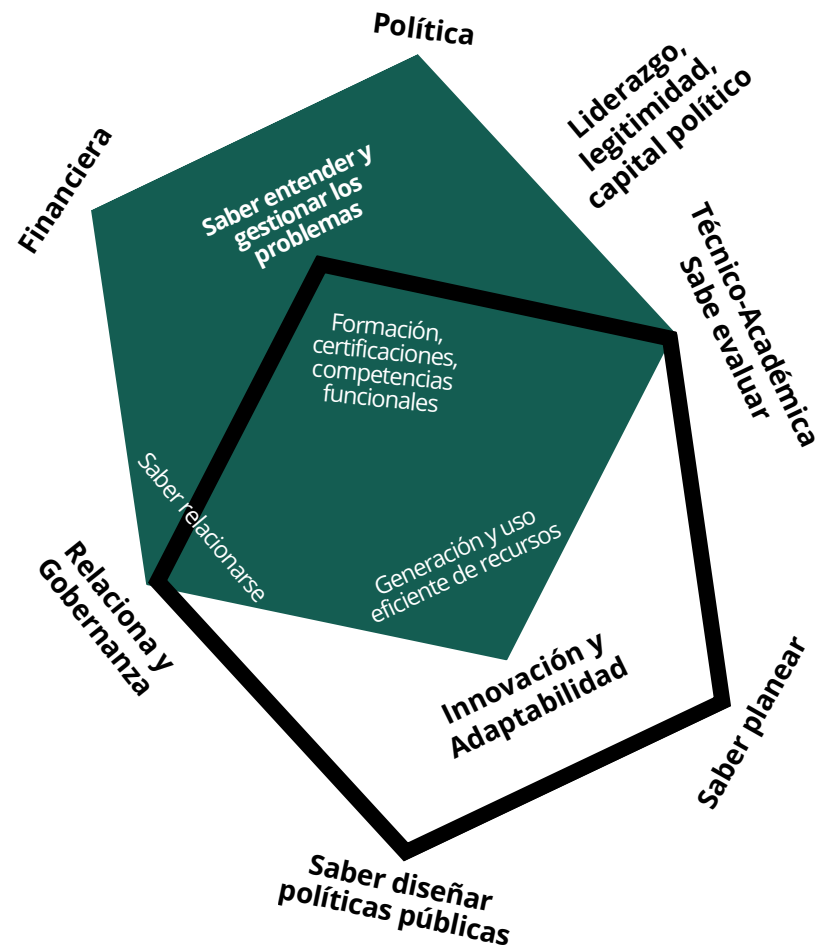 Política
Liderazgo,
legitimidad,
capital político
Financiera
Saber entender y
gestionar los
problemas
Técnico-Académica
Sabe evaluar
Formación,
certificaciones,
competencias
funcionales
Saber relacionarse
Generación y uso
eficiente de recursos
Relaciona y
Gobernanza
Innovación y
Adaptabilidad
Saber planear
Saber diseñar
políticas públicas